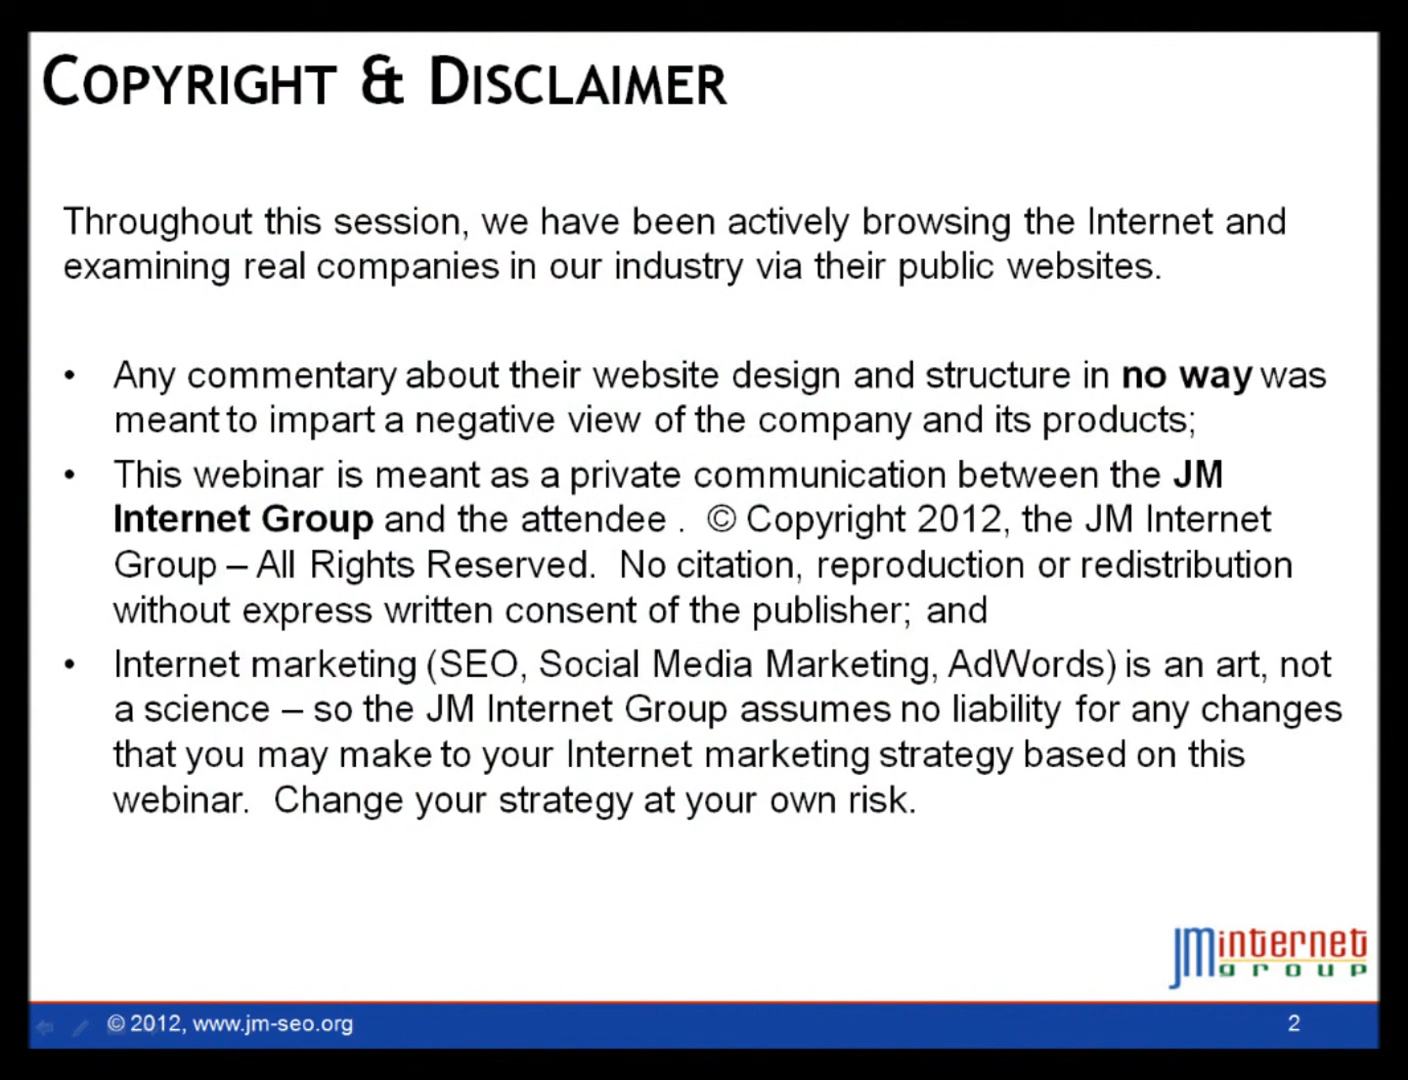 COPYRIGHT & DISCLAIMER
Throughout this session, we have been actively browsing the Internet and
examining real companies in our industry via their public websites.
• Any commentary about their website design and structure in no way was
meant to impart a negative view of the company and its products;
• This webinar is meant as a private communication between the JM
Internet Group and the attendee . © Copyright 2012, the JM Internet
Group – All Rights Reserved. No citation, reproduction or redistribution
without express written consent of the publisher; and
• Internet marketing (SEO, Social Media Marketing, AdWords) is an art, not
a science – so the JM Internet Group assumes no liability for any changes
that you may make to your Internet marketing strategy based on this
webinar. Change your strategy at your own risk.
JMinternet
group
© 2012, www.jm-seo.org
2